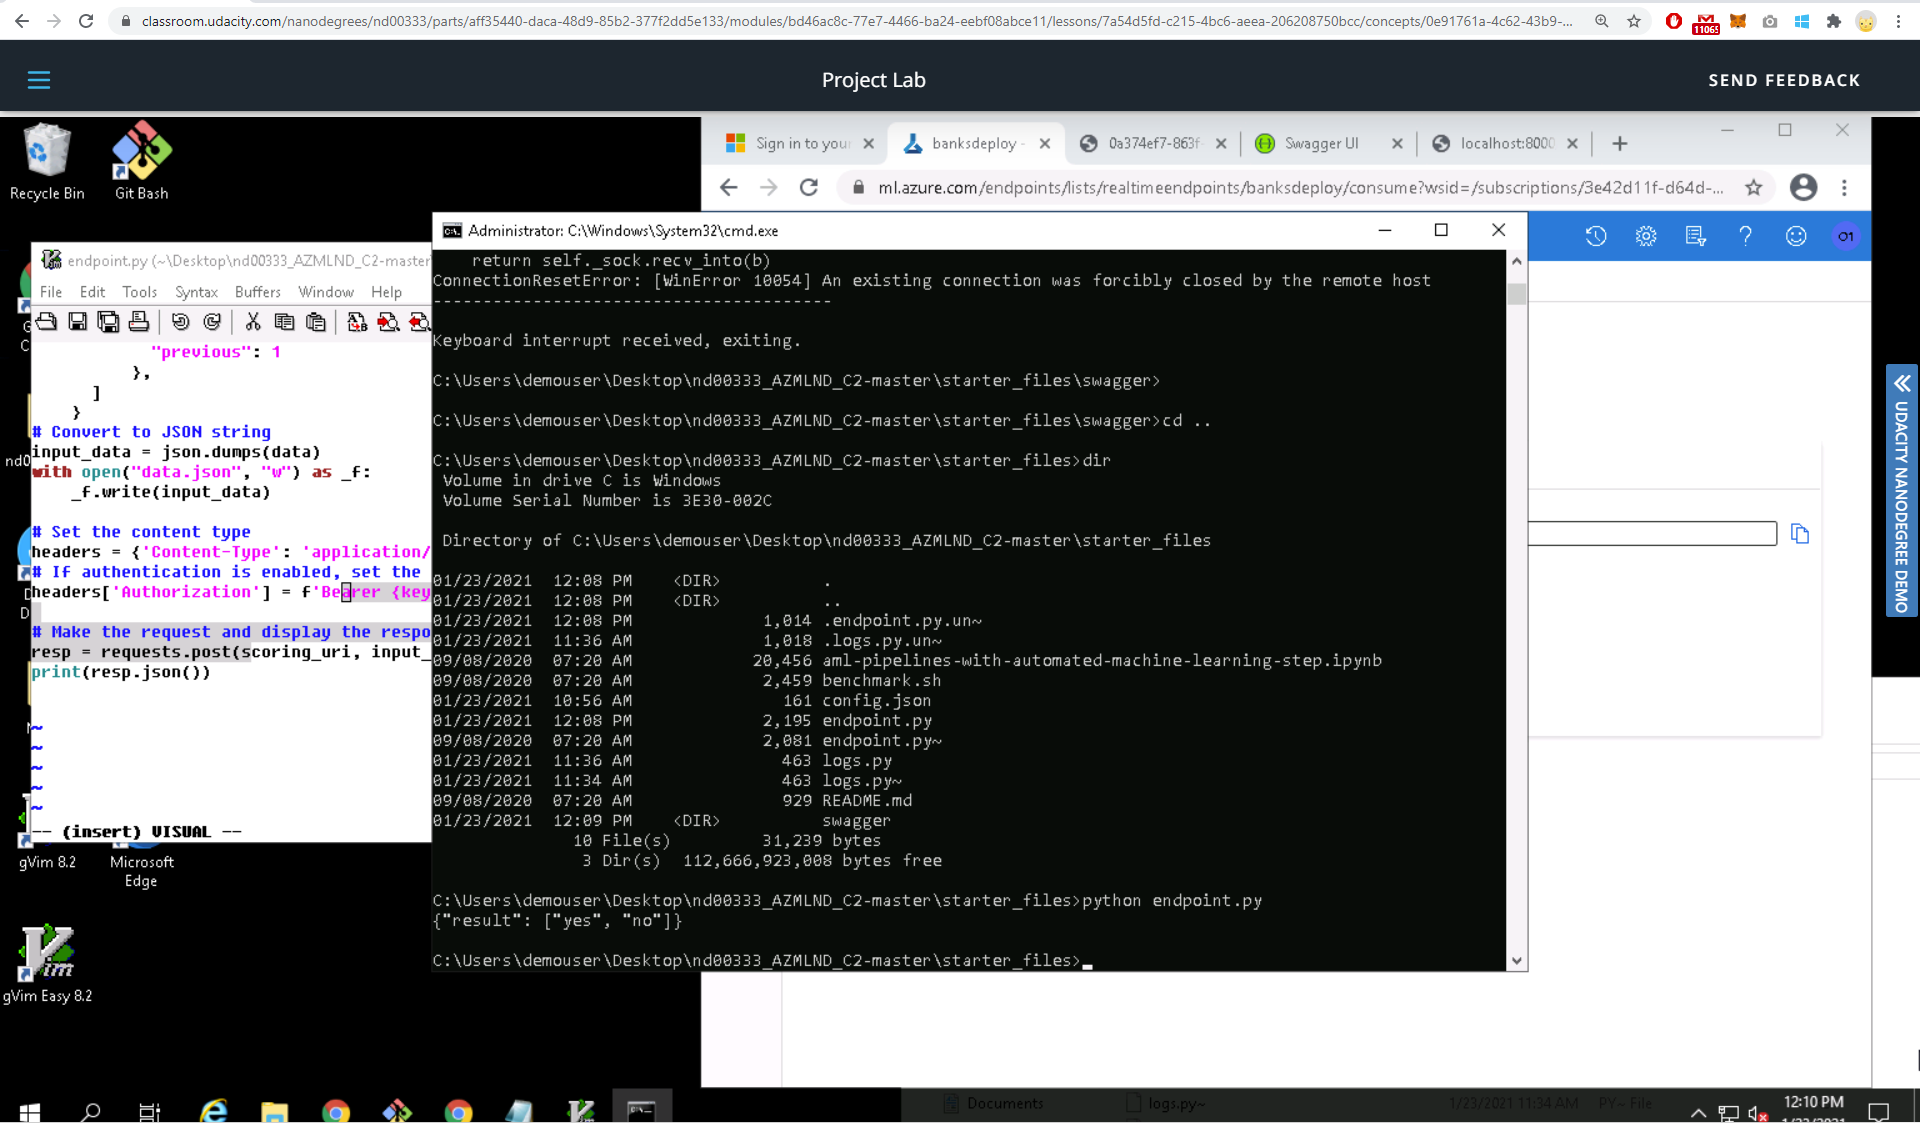 classroom.udacity.com/nanodegrees/nd00333/parts/aff35440-daca-48d9-85b2-377f2dd5e133/modules/bd46ac8c-77e7-4466-ba24-eebf08abce11/lessons/7a54d5fd-c215-4bc6-aeea-206208750bcc/concepts/0e91761a-4c62-43b9-...
11065
Project Lab
SEND FEEDBACK
Recycle Bin
Git Bash
Sign in to your
banksdeploy -
0a374ef7-863f-
Swagger UI
localhost:8000
ml.azure.com/endpoints/lists/realtimeendpoints/banksdeploy/consume?wsid=/subscriptions/3e42d11f-d64d-...
01
endpoint.py (~\Desktop\nd00333_AZMLND_C2-master\
File Edit Tools Syntax Buffers Window Help
"previous": 1
},
]
}
# Convert to JSON string
input_data = json.dumps(data)
with open("data.json", "w") as _f:
_f.write(input_data)
# Set the content type
headers = {'Content-Type': 'application/
# If authentication is enabled, set the
headers['Authorization'] = f'Bearer {key
# Make the request and display the respo
resp = requests.post(scoring_uri, input_
print(resp.json())
~
~
~
~
~
-- (insert) VISUAL --
Administrator: C:\Windows\System32\cmd.exe
return self._sock.recv_into(b)
ConnectionResetError: [WinError 10054] An existing connection was forcibly closed by the remote host
----------------------------------------
Keyboard interrupt received, exiting.
C:\Users\demouser\Desktop\nd00333_AZMLND_C2-master\starter_files\swagger>
C:\Users\demouser\Desktop\nd00333_AZMLND_C2-master\starter_files\swagger>cd ..
C:\Users\demouser\Desktop\nd00333_AZMLND_C2-master\starter_files>dir
Volume in drive C is Windows
Volume Serial Number is 3E30-002C
Directory of C:\Users\demouser\Desktop\nd00333_AZMLND_C2-master\starter_files
01/23/2021 12:08 PM <DIR> .
01/23/2021 12:08 PM <DIR> ..
01/23/2021 12:08 PM 1,014 .endpoint.py.un~
01/23/2021 11:36 AM 1,018 .logs.py.un~
09/08/2020 07:20 AM 20,456 aml-pipelines-with-automated-machine-learning-step.ipynb
09/08/2020 07:20 AM 2,459 benchmark.sh
01/23/2021 10:56 AM 161 config.json
01/23/2021 12:08 PM 2,195 endpoint.py
09/08/2020 07:20 AM 2,081 endpoint.py~
01/23/2021 11:36 AM 463 logs.py
01/23/2021 11:34 AM 463 logs.py~
09/08/2020 07:20 AM 929 README.md
01/23/2021 12:09 PM <DIR> swagger
10 File(s) 31,239 bytes
3 Dir(s) 112,666,923,008 bytes free
C:\Users\demouser\Desktop\nd00333_AZMLND_C2-master\starter_files>python endpoint.py
{"result": ["yes", "no"]}
C:\Users\demouser\Desktop\nd00333_AZMLND_C2-master\starter_files>
UDACITY NANODEGREE DEMO
nd0
gVim 8.2
Microsoft
Edge
gVim Easy 8.2
Documents
logs.py~
1/23/2021 11:34 AM
PY~ File
12:10 PM